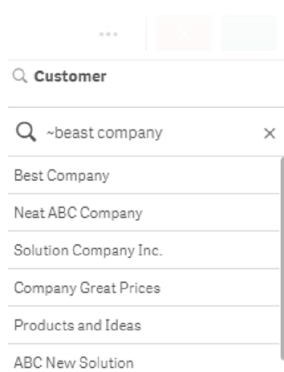 Customer
~beast company
Best Company
Neat ABC Company
Solution Company Inc.
Company Great Prices
Products and Ideas
ABC New Solution